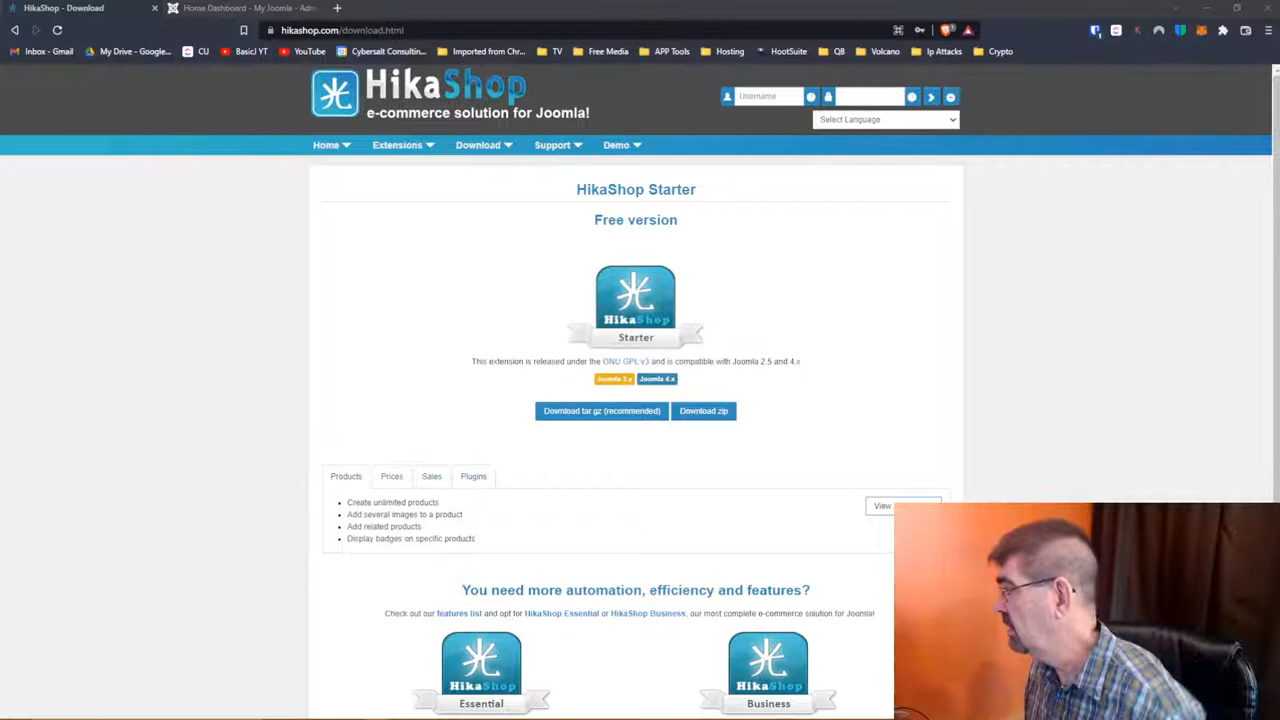 HikaShop - Download
Home Dashboard - My Joomla - Adm
hikashop.com/download.html
Inbox - Gmail
My Drive - Google...
CU
BasicJ YT
YouTube
Cybersalt Consulting...
Imported from Chr...
TV
Free Media
APP Tools
Hosting
HootSuite
QB
Volcano
Ip Attacks
Crypto
光
HikaShop
e-commerce solution for Joomla!
Username
Select Language
Home
Extensions
Download
Support
Demo
HikaShop Starter
Free version
光
HikaShop
Starter
This extension is released under the GNU GPL v3 and is compatible with Joomla 2.5 and 4.x
Joomla 3.x
Joomla 4.x
Download tar.gz (recommended)
Download zip
Products
Prices
Sales
Plugins
Create unlimited products
Add several images to a product
Add related products
Display badges on specific products
View
You need more automation, efficiency and features?
Check out our features list and opt for HikaShop Essential or HikaShop Business, our most complete e-commerce solution for Joomla!
光
HikaShop
Essential
光
HikaShop
Business